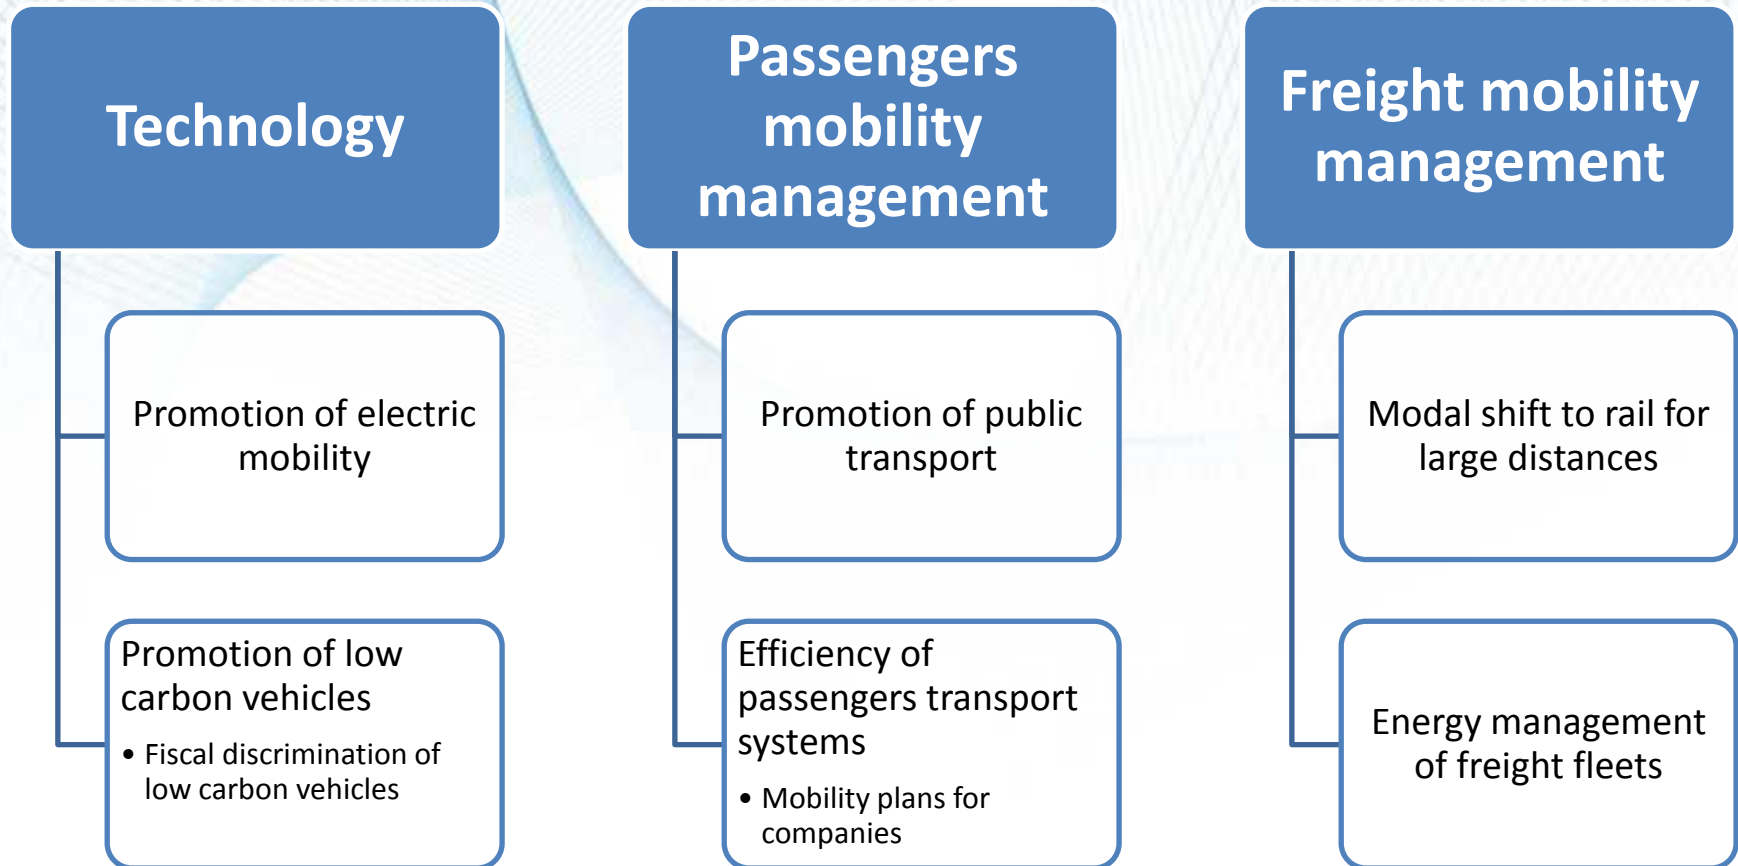 Technology
Promotion of electric
mobility
Promotion of low
carbon vehicles
• Fiscal discrimination of
low carbon vehicles
Passengers
mobility
management
Promotion of public
transport
Efficiency of
passengers transport
systems
• Mobility plans for
companies
Freight mobility
management
Modal shift to rail for
large distances
Energy management
of freight fleets